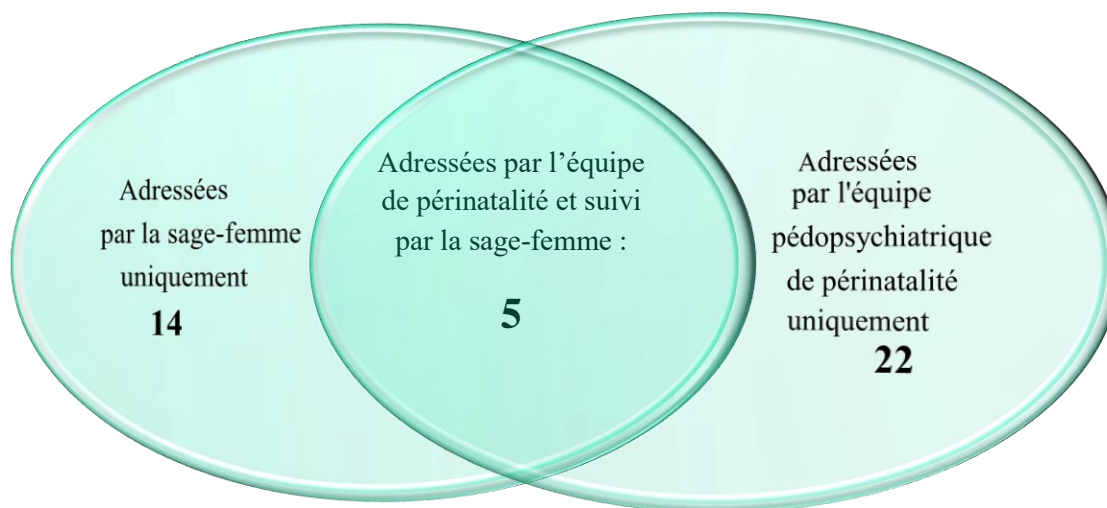 Adressées
par la sage-femme
uniquement
14
Adressées par l’équipe
de périnatalité et suivi
par la sage-femme :
5
Adressées
par l'équipe
pédopsychiatrique
de périnatalité
uniquement
22